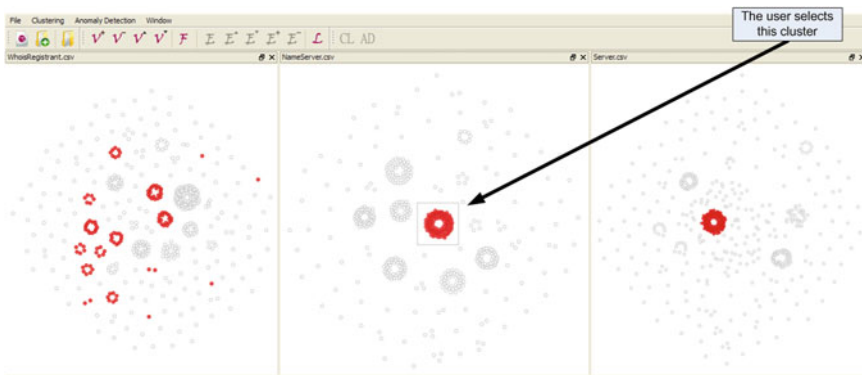 The user selects
this cluster
File Clustering Anomaly Detection Window
CL AD
WhoisRegistrant.csv
NameServer.csv
Server.csv